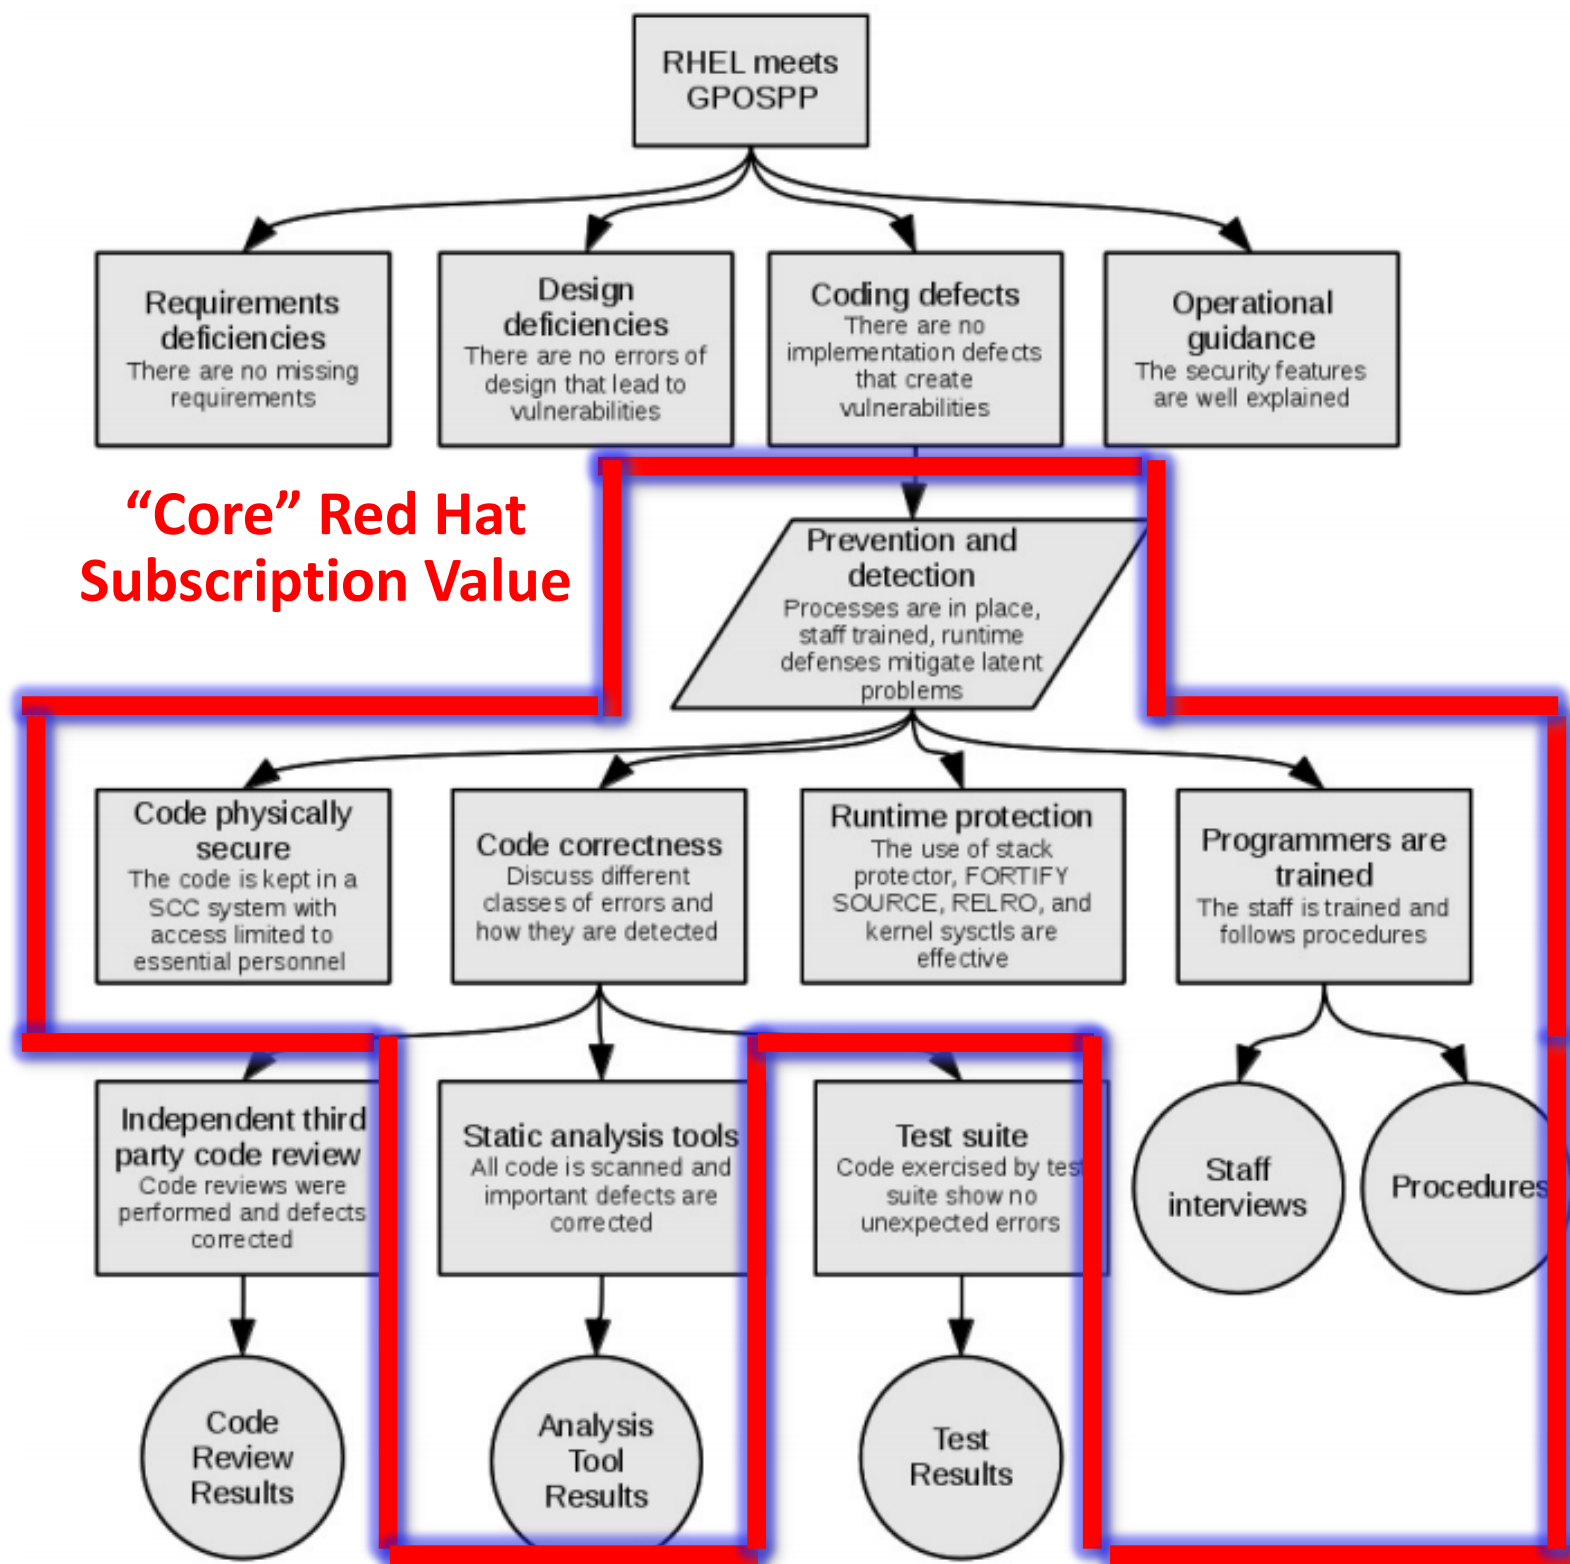 RHEL meets
GPOSPP
Requirements
deficiencies
There are no missing
requirements
Design
deficiencies
There are no errors of
design that lead to
vulnerabilities
Coding defects
There are no
implementation defects
that create
vulnerabilities
Operational
guidance
The security features
are well explained
“Core” Red Hat
Subscription Value
Prevention and
detection
Processes are in place,
staff trained, runtime
defenses mitigate latent
problems
Code physically
secure
The code is kept in a
SCC system with
access limited to
essential personnel
Code correctness
Discuss different
classes of errors and
how they are detected
Runtime protection
The use of stack
protector, FORTIFY
SOURCE, RELRO, and
kernel sysctls are
effective
Programmers are
trained
The staff is trained and
follows procedures
Independent third
party code review
Code reviews were
performed and defects
corrected
Static analysis tools
All code is scanned and
important defects are
corrected
Test suite
Code exercised by test
suite show no
unexpected errors
Staff
interviews
Procedures
Code
Review
Results
Analysis
Tool
Results
Test
Results